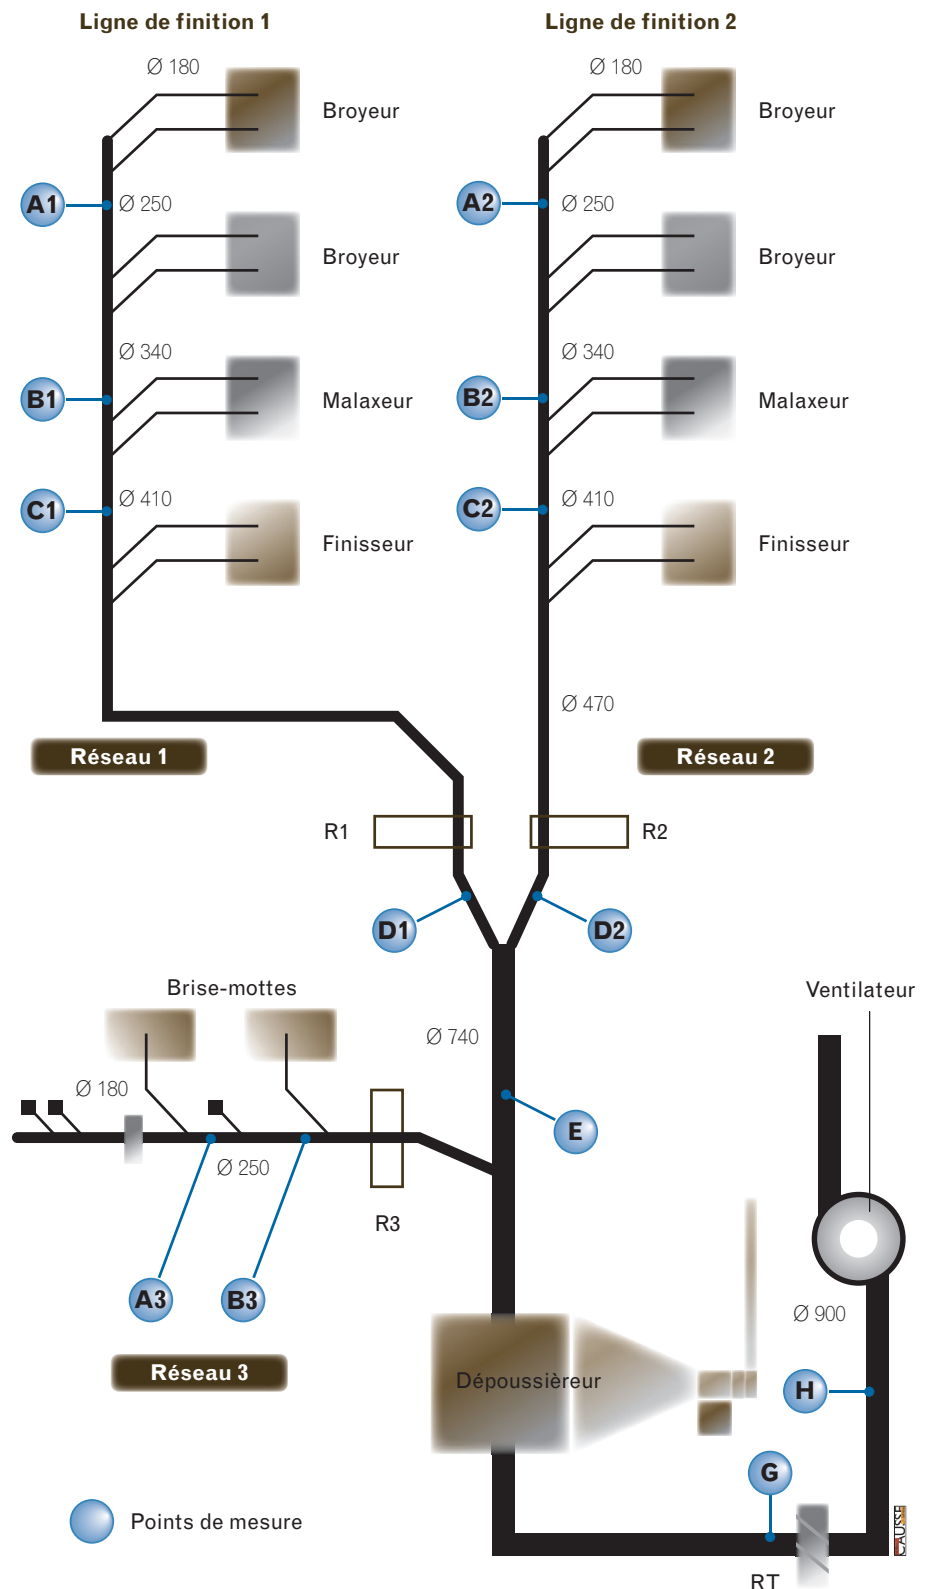 Ligne de finition 1
Ligne de finition 2
Ø 180
Ø 180
Broyeur
Broyeur
A1
Ø 250
A2
Ø 250
Broyeur
Broyeur
Ø 340
Ø 340
B1
Malaxeur
B2
Malaxeur
C1
Ø 410
C2
Ø 410
Finisseur
Finisseur
Ø 470
Réseau 1
Réseau 2
R1
R2
D1
D2
Brise-mottes
Ventilateur
Ø 740
Ø 180
E
Ø 250
R3
A3
B3
Ø 900
Réseau 3
Dépoussièreur
H
G
Points de mesure
CAUSSE
RT